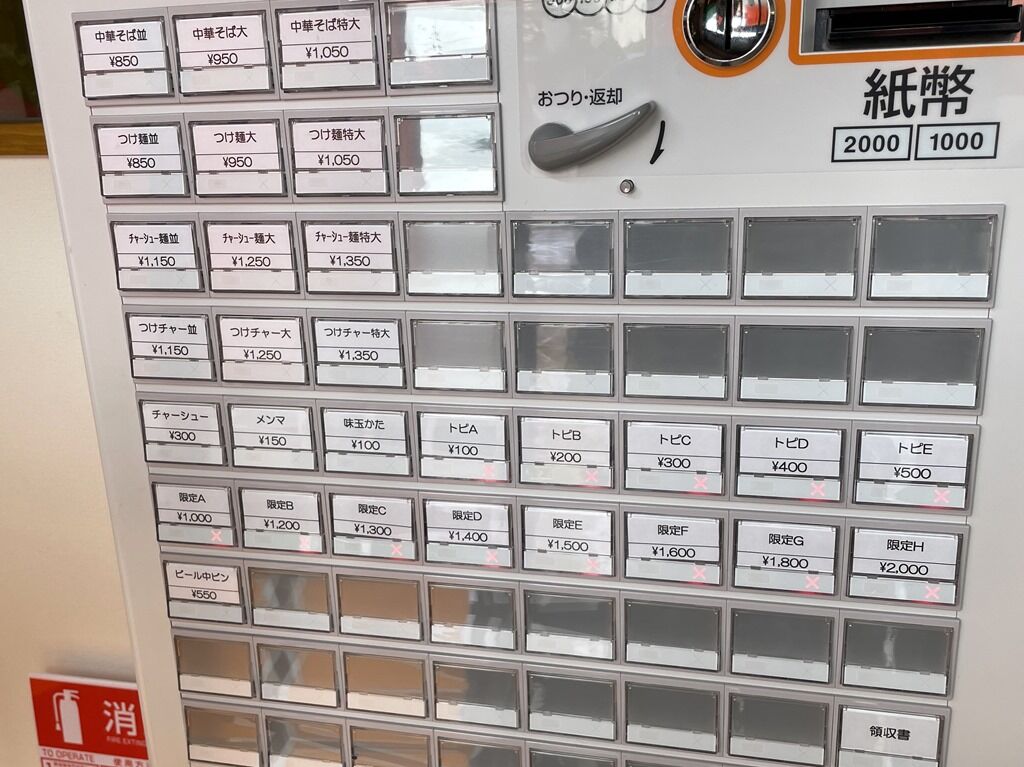 中華そば並
¥850
中華そば大
¥950
中華そば特大
¥1,050
おつり・返却
紙幣
2000
1000
つけ麺並
¥850
つけ麺大
¥950
つけ麺特大
¥1,050
チャーシュー麺並
¥1,150
チャーシュー麺大
¥1,250
チャーシュー麺特大
¥1,350
つけチャー並
¥1,150
つけチャー大
¥1,250
つけチャー特大
¥1,350
チャーシュー
¥300
メンマ
¥150
味玉かた
¥100
トピA
¥100
トピB
¥200
トピC
¥300
トピD
¥400
トピE
¥500
限定A
¥1,000
限定B
¥1,200
限定C
¥1,300
限定D
¥1,400
限定E
¥1,500
限定F
¥1,600
限定G
¥1,800
限定H
¥2,000
ビール中ビン
¥550
領収書
消
FIRE EXTIN
TO OPERATE
使用方